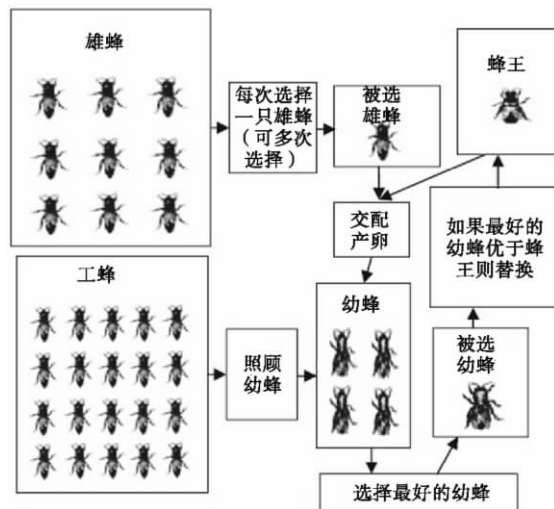 雄蜂
每次选择
一只雄蜂
（可多次
选择）
被选
雄蜂
蜂王
交配
产卵
如果最好的
幼蜂优于蜂
王则替换
工蜂
照顾
幼蜂
幼蜂
被选
幼蜂
选择最好的幼蜂